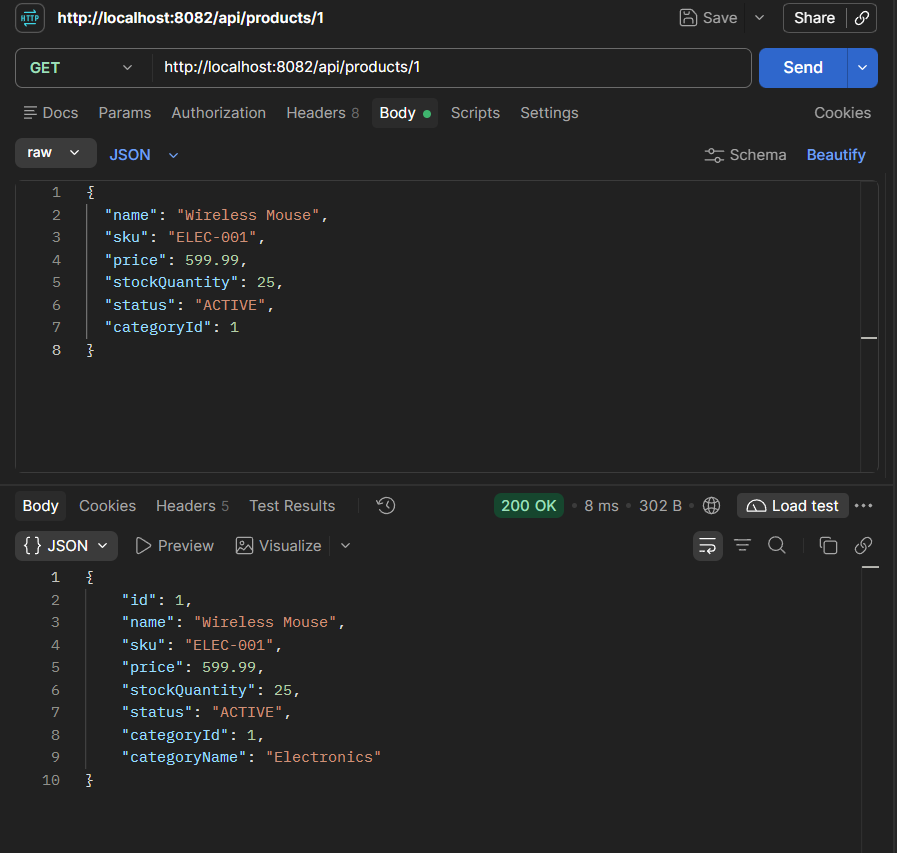 HTTP http://localhost:8082/api/products/1 Save Share
GET http://localhost:8082/api/products/1 Send
Docs Params Authorization Headers 8 Body Scripts Settings Cookies
raw JSON Schema Beautify
1 {
2 "name": "Wireless Mouse",
3 "sku": "ELEC-001",
4 "price": 599.99,
5 "stockQuantity": 25,
6 "status": "ACTIVE",
7 "categoryId": 1
8 }
Body Cookies Headers 5 Test Results 200 OK • 8 ms • 302 B • Load test
{} JSON Preview Visualize
1 {
2 "id": 1,
3 "name": "Wireless Mouse",
4 "sku": "ELEC-001",
5 "price": 599.99,
6 "stockQuantity": 25,
7 "status": "ACTIVE",
8 "categoryId": 1,
9 "categoryName": "Electronics"
10 }